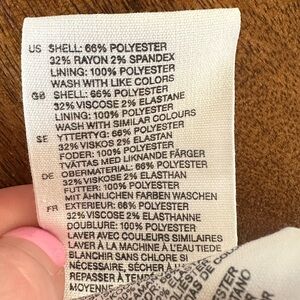 US SHELL: 66% POLYESTER
32% RAYON 2% SPANDEX
LINING: 100% POLYESTER
WASH WITH LIKE COLORS
GB SHELL: 66% POLYESTER
32% VISCOSE 2% ELASTANE
LINING: 100% POLYESTER
WASH WITH SIMILAR COLOURS
SE YTTERTYG: 66% POLYESTER
32% VISKOS 2% ELASTAN
FODER: 100% POLYESTER
TVÄTTAS MED LIKNANDE FÄRGER
DE OBERMATERIAL: 66% POLYESTER
32% VISKOSE 2% ELASTHAN
FUTTER: 100% POLYESTER
MIT ÄHNLICHEN FARBEN WASCHEN
FR EXTERIEUR: 66% POLYESTER
32% VISCOSE 2% ELASTHANNE
DOUBLURE: 100% POLYESTER
LAVER AVEC COULEURS SIMILAIRES
LAVER À LA MACHINE À L'EAU TIEDE
BLANCHIR SANS CHLORE SI
NÉCESSAIRE, SÉCHER À
REPASSER À
MOYENNE